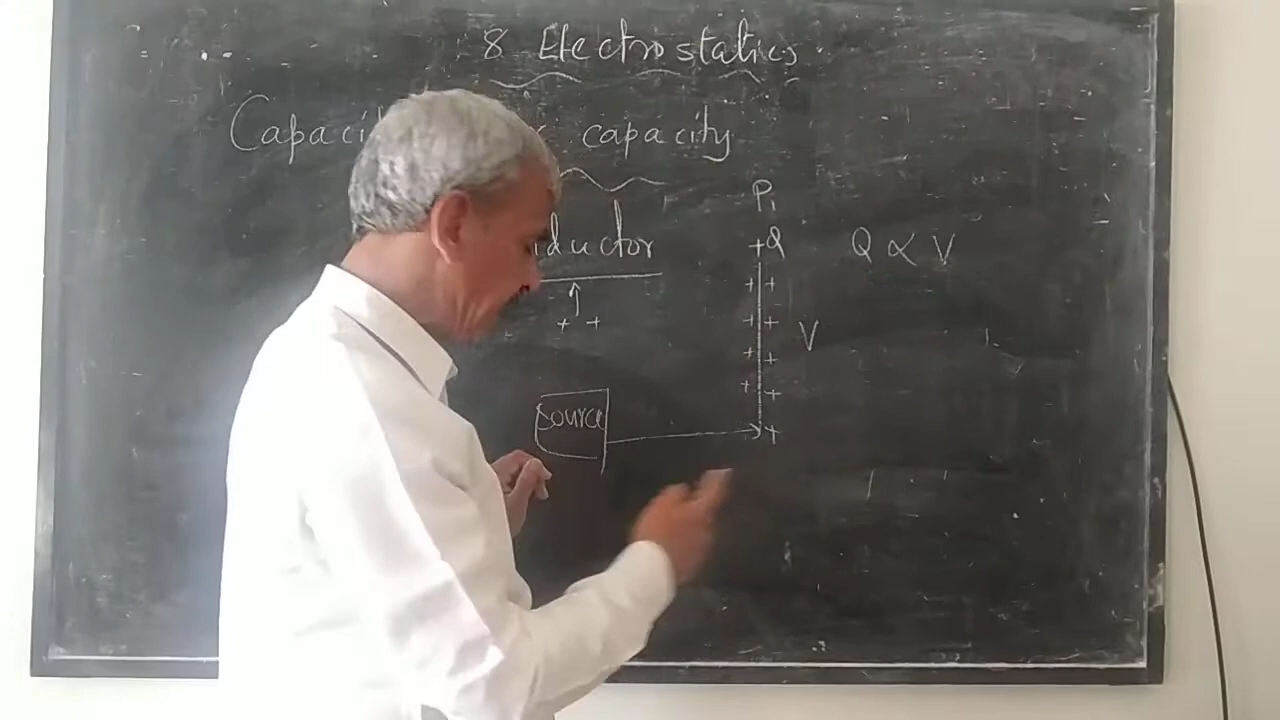 8 Electrostatics
Capaci capacity
P1
ductor +Q Q ∝ V
+ +
+ + +
+ + V
+ +
+ +
Source
+